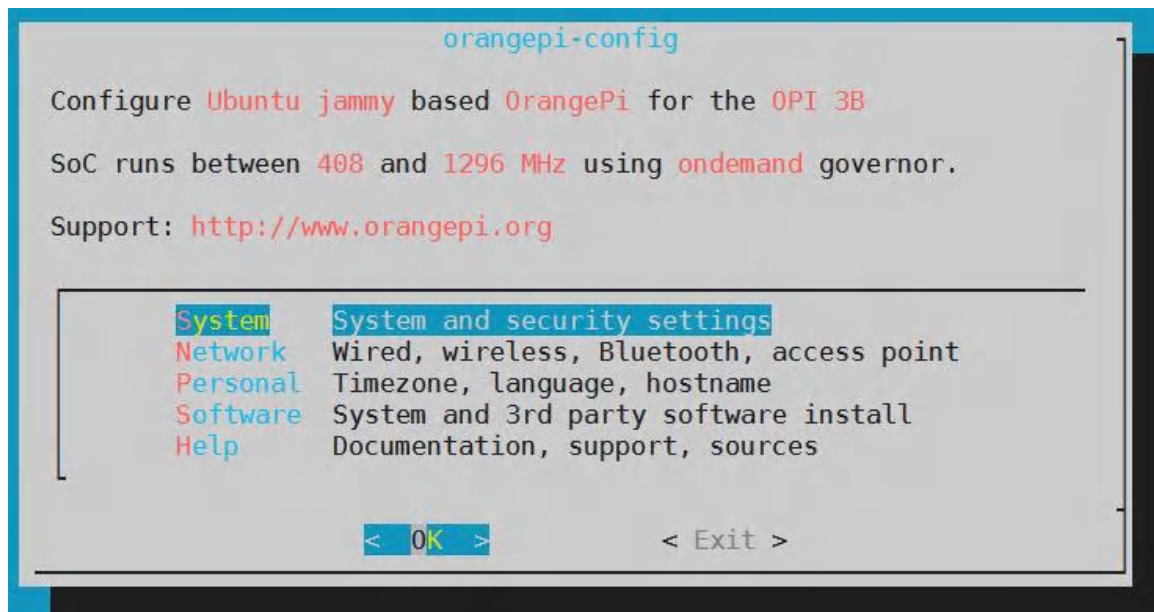 orangepi-config
Configure Ubuntu jammy based OrangePi for the OPI 3B
SoC runs between 408 and 1296 MHz using ondemand governor.
Support: http://www.orangepi.org
System System and security settings
Network Wired, wireless, Bluetooth, access point
Personal Timezone, language, hostname
Software System and 3rd party software install
Help Documentation, support, sources
< OK > < Exit >